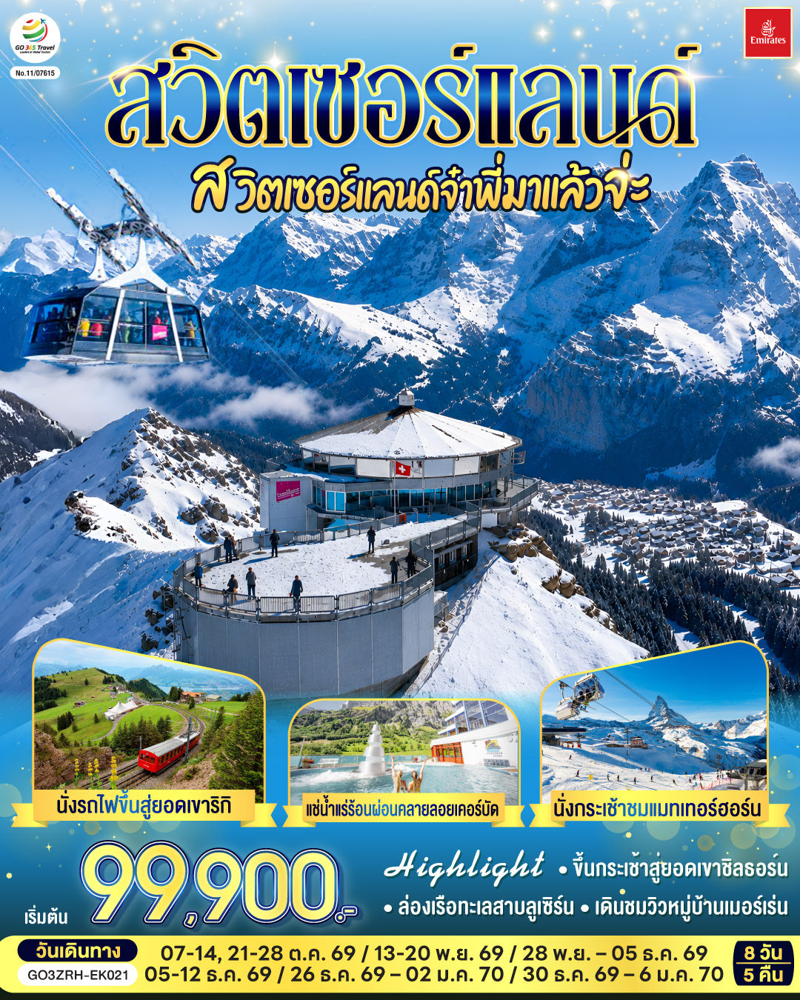 GO 365 Travel
Leaders in Global Tourism
No.11/07615
Emirates
สวิตเซอร์แลนด์
สวิตเซอร์แลนด์จ๋าพี่มาแล้วจ่ะ
นั่งรถไฟขึ้นสู่ยอดเขาริกิ
แช่น้ำแร่ร้อนผ่อนคลายลอยเคอร์บัด
นั่งกระเช้าชมแมทเทอร์ฮอร์น
เริ่มต้น 99,900.-
Highlight • ขึ้นกระเช้าสู่ยอดเขาชิลธอร์น
• ล่องเรือทะเลสาบลูเซิร์น • เดินชมวิวหมู่บ้านเมอร์เร่น
วันเดินทาง 07-14, 21-28 ต.ค. 69 / 13-20 พ.ย. 69 / 28 พ.ย. – 05 ธ.ค. 69
GO3ZRH-EK021 05-12 ธ.ค. 69 / 26 ธ.ค. 69 – 02 ม.ค. 70 / 30 ธ.ค. 69 – 6 ม.ค. 70
8 วัน
5 คืน